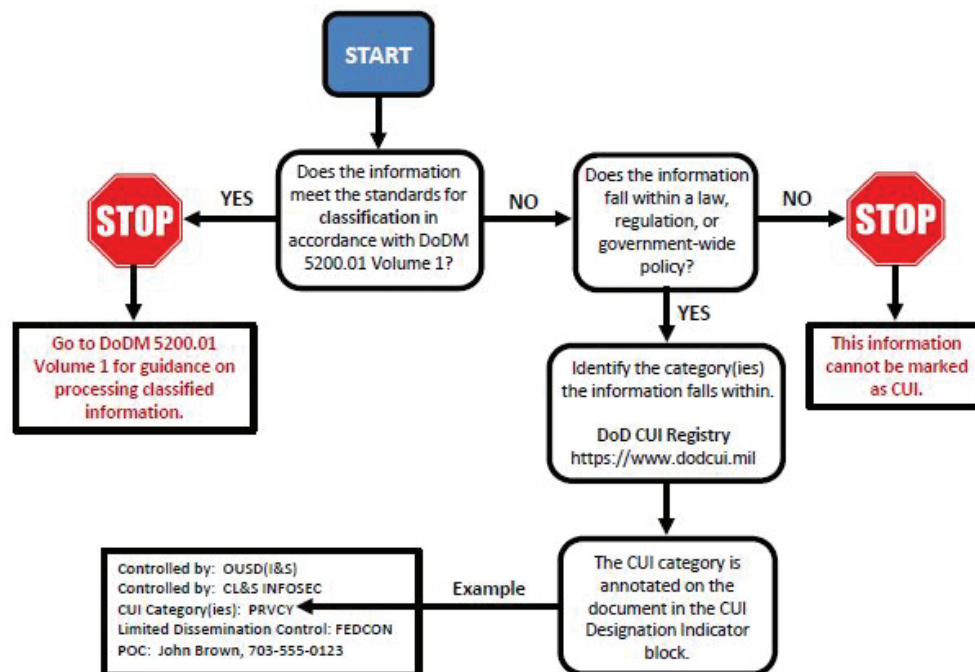 START
Does the information
meet the standards for
classification in
accordance with DoDM
5200.01 Volume 1?
YES
STOP
Go to DoDM 5200.01
Volume 1 for guidance on
processing classified
information.
NO
Does the information
fall within a law,
regulation, or
government-wide
policy?
NO
STOP
This information
cannot be marked
as CUI.
YES
Identify the category(ies)
the information falls within.
DoD CUI Registry
https://www.dodcui.mil
The CUI category is
annotated on the
document in the CUI
Designation Indicator
block.
Example
Controlled by: OUSD(I&S)
Controlled by: CL&S INFOSEC
CUI Category(ies): PRVCY
Limited Dissemination Control: FEDCON
POC: John Brown, 703-555-0123